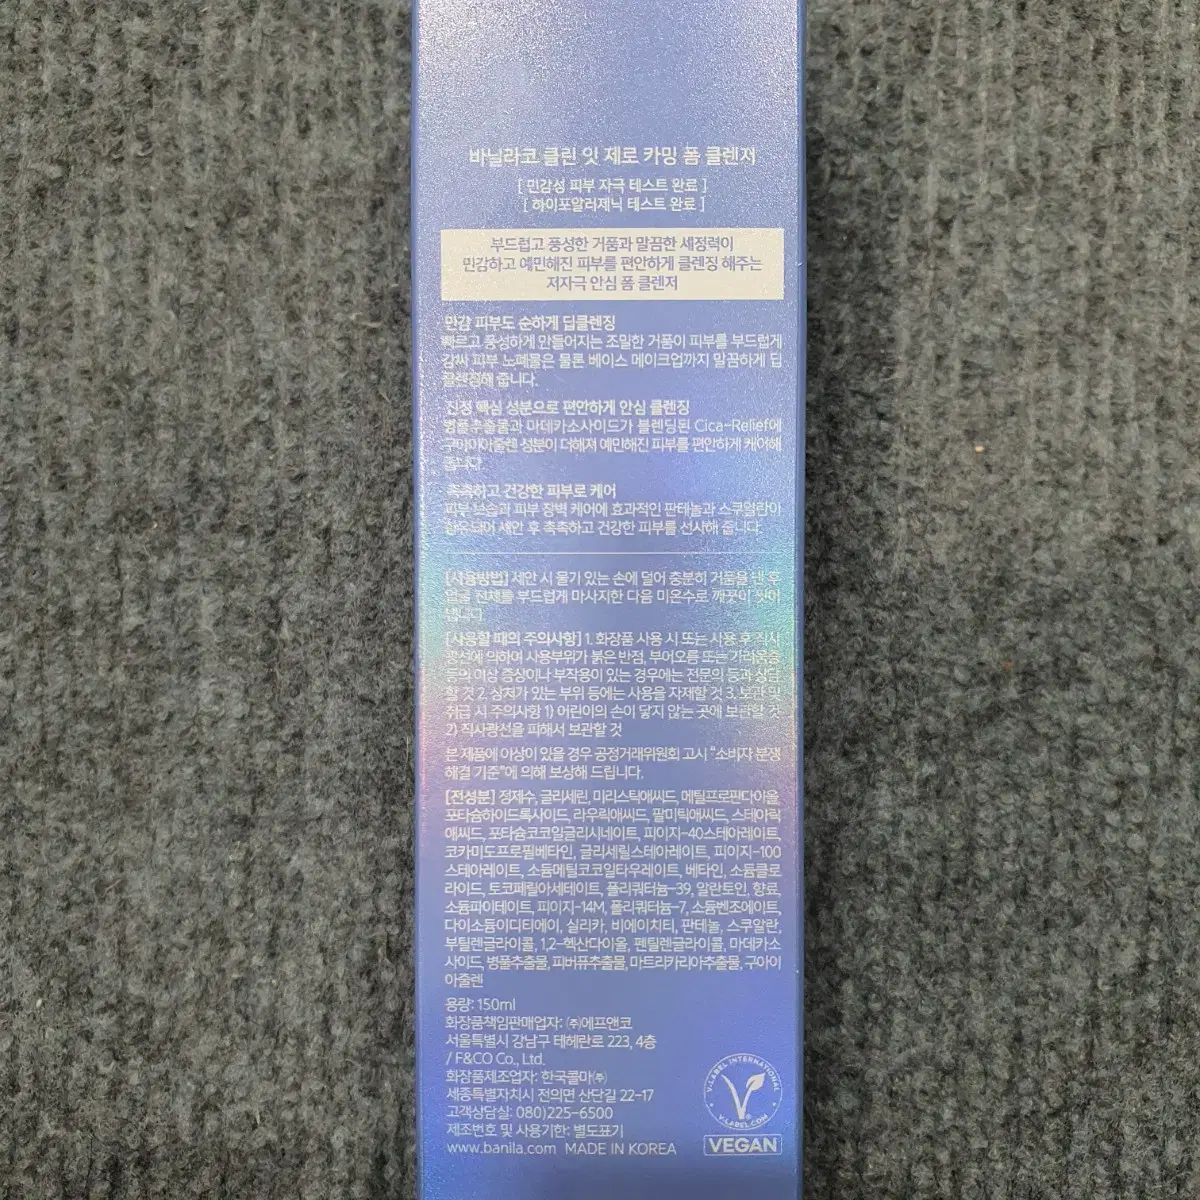 바닐라코 클린 잇 제로 카밍 폼 클렌저
[ 민감성 피부 자극 테스트 완료 ]
[ 하이포알러제닉 테스트 완료 ]
부드럽고 풍성한 거품과 말끔한 세정력이
민감하고 예민해진 피부를 편안하게 클렌징 해주는
저자극 안심 폼 클렌저
민감 피부도 순하게 딥클렌징
빠르고 풍성하게 만들어지는 조밀한 거품이 피부를 부드럽게
감싸 피부 노폐물은 물론 베이스 메이크업까지 말끔하게 딥
클렌징해 줍니다.
진정 핵심 성분으로 편안하게 안심 클렌징
병풀추출물과 마데카소사이드가 블렌딩된 Cica-Relief에
구아이아줄렌 성분이 더해져 예민해진 피부를 편안하게 케어해
줍니다.
촉촉하고 건강한 피부로 케어
피부 보습과 피부 장벽 케어에 효과적인 판테놀과 스쿠알란이
함유되어 세안 후 촉촉하고 건강한 피부를 선사해 줍니다.
[사용방법] 세안 시 물기 있는 손에 덜어 충분히 거품을 낸 후
얼굴 전체를 부드럽게 마사지한 다음 미온수로 깨끗이 씻어
냅니다.
[사용할 때의 주의사항] 1. 화장품 사용 시 또는 사용 후 직사
광선에 의하여 사용부위가 붉은 반점, 부어오름 또는 가려움증
등의 이상 증상이나 부작용이 있는 경우에는 전문의 등과 상담
할 것 2. 상처가 있는 부위 등에는 사용을 자제할 것 3. 보관 및
취급 시 주의사항 1) 어린이의 손이 닿지 않는 곳에 보관할 것
2) 직사광선을 피해서 보관할 것
본 제품에 이상이 있을 경우 공정거래위원회 고시 "소비자 분쟁
해결 기준"에 의해 보상해 드립니다.
[전성분] 정제수, 글리세린, 미리스틱애씨드, 메틸프로판다이올
포타슘하이드록사이드, 라우릭애씨드, 팔미틱애씨드, 스테아릭
애씨드, 포타슘코코일글리시네이트, 피이지-40스테아레이트,
코카미도프로필베타인, 글리세릴스테아레이트, 피이지-100
스테아레이트, 소듐메틸코코일타우레이트, 베타인, 소듐클로
라이드, 토코페릴아세테이트, 폴리쿼터늄-39, 알란토인, 향료,
소듐파이테이트, 피이지-14M, 폴리쿼터늄-7, 소듐벤조에이트,
다이소듐이디티에이, 실리카, 비에이치티, 판테놀, 스쿠알란,
부틸렌글라이콜, 1,2-헥산다이올, 펜틸렌글라이콜, 마데카소
사이드, 병풀추출물, 피버퓨추출물, 마트리카리아추출물, 구아이
아줄렌
용량: 150ml
화장품책임판매업자: ㈜에프앤코
서울특별시 강남구 테헤란로 223, 4층
/ F&CO Co., Ltd.
화장품제조업자: 한국콜마㈜
세종특별자치시 전의면 산단길 22-17
고객상담실: 080)225-6500
제조번호 및 사용기한: 별도표기
www.banila.com MADE IN KOREA
V-LABEL INTERNATIONAL
V-LABEL.COM
VEGAN